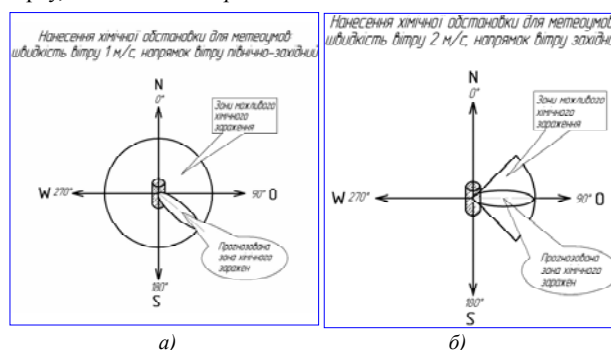 Нанесення хімічної обстановки для метеоумов
швидкість вітру 1 м/с, напрямок вітру північно-західний
N
0°
Зони можливого
хімічного
зараження
W 270°
90° O
Прогнозована
зона хімічного
заражен
180°
S
а)
Нанесення хімічної обстановки для метеоумов
швидкість вітру 2 м/с, напрямок вітру західни
N
0°
Зони можливого
хімічного
зараження
W 270°
90° O
Прогнозована
зона хімічного
заражен
180°
S
б)